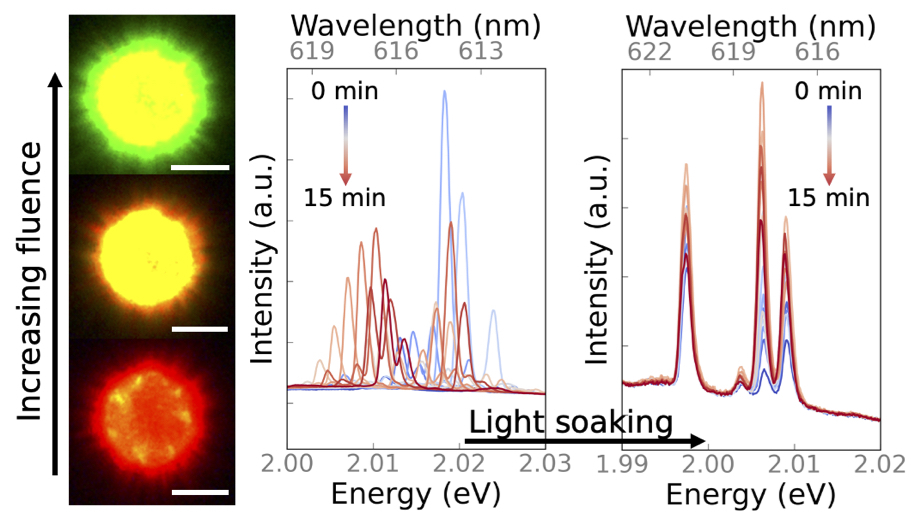 Increasing fluence
Wavelength (nm)
619 616 613
0 min
15 min
Intensity (a.u.)
2.00 2.01 2.02 2.03
Energy (eV)
Light soaking
Wavelength (nm)
622 619 616
0 min
15 min
Intensity (a.u.)
1.99 2.00 2.01 2.02
Energy (eV)